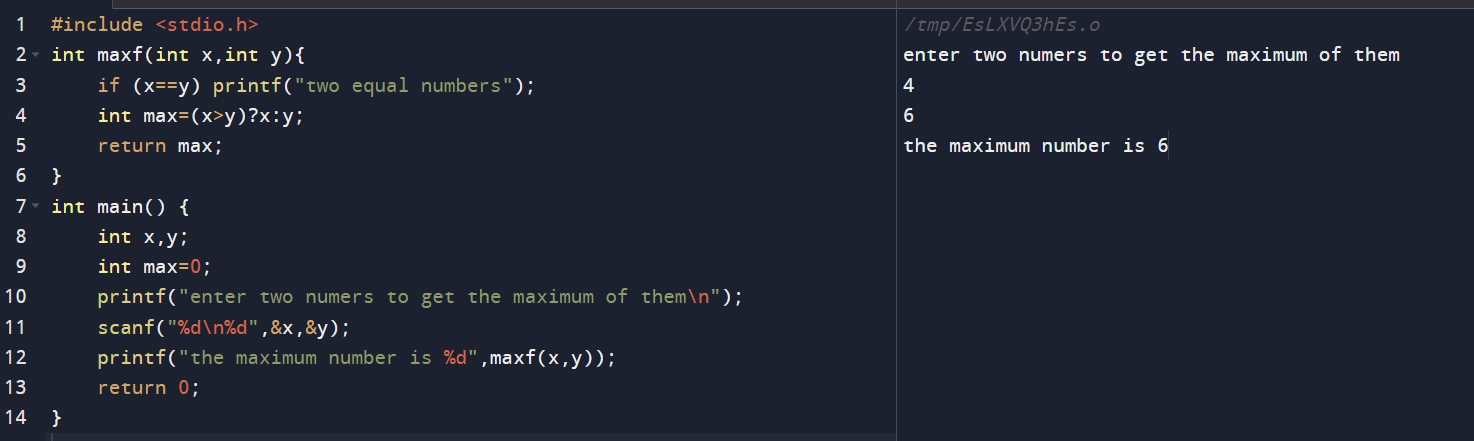 1 #include <stdio.h>
2 int maxf(int x,int y){
3 if (x==y) printf("two equal numbers");
4 int max=(x>y)?x:y;
5 return max;
6 }
7 int main() {
8 int x,y;
9 int max=0;
10 printf("enter two numers to get the maximum of them\n");
11 scanf("%d\n%d",&x,&y);
12 printf("the maximum number is %d",maxf(x,y));
13 return 0;
14 }
/tmp/EsLXVQ3hEs.o
enter two numers to get the maximum of them
4
6
the maximum number is 6